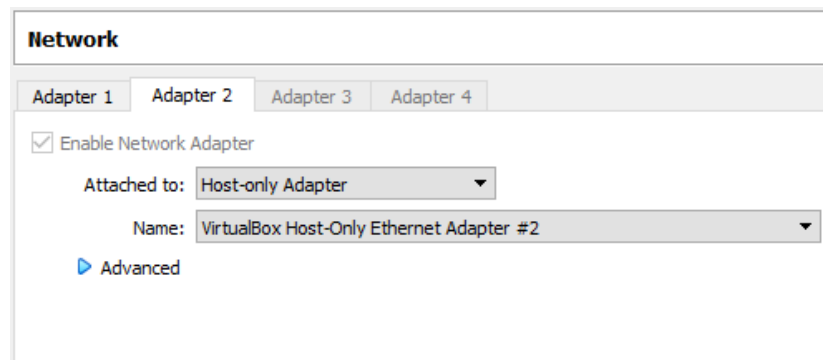 Network
Adapter 1 Adapter 2 Adapter 3 Adapter 4
Enable Network Adapter
Attached to: Host-only Adapter
Name: VirtualBox Host-Only Ethernet Adapter #2
Advanced